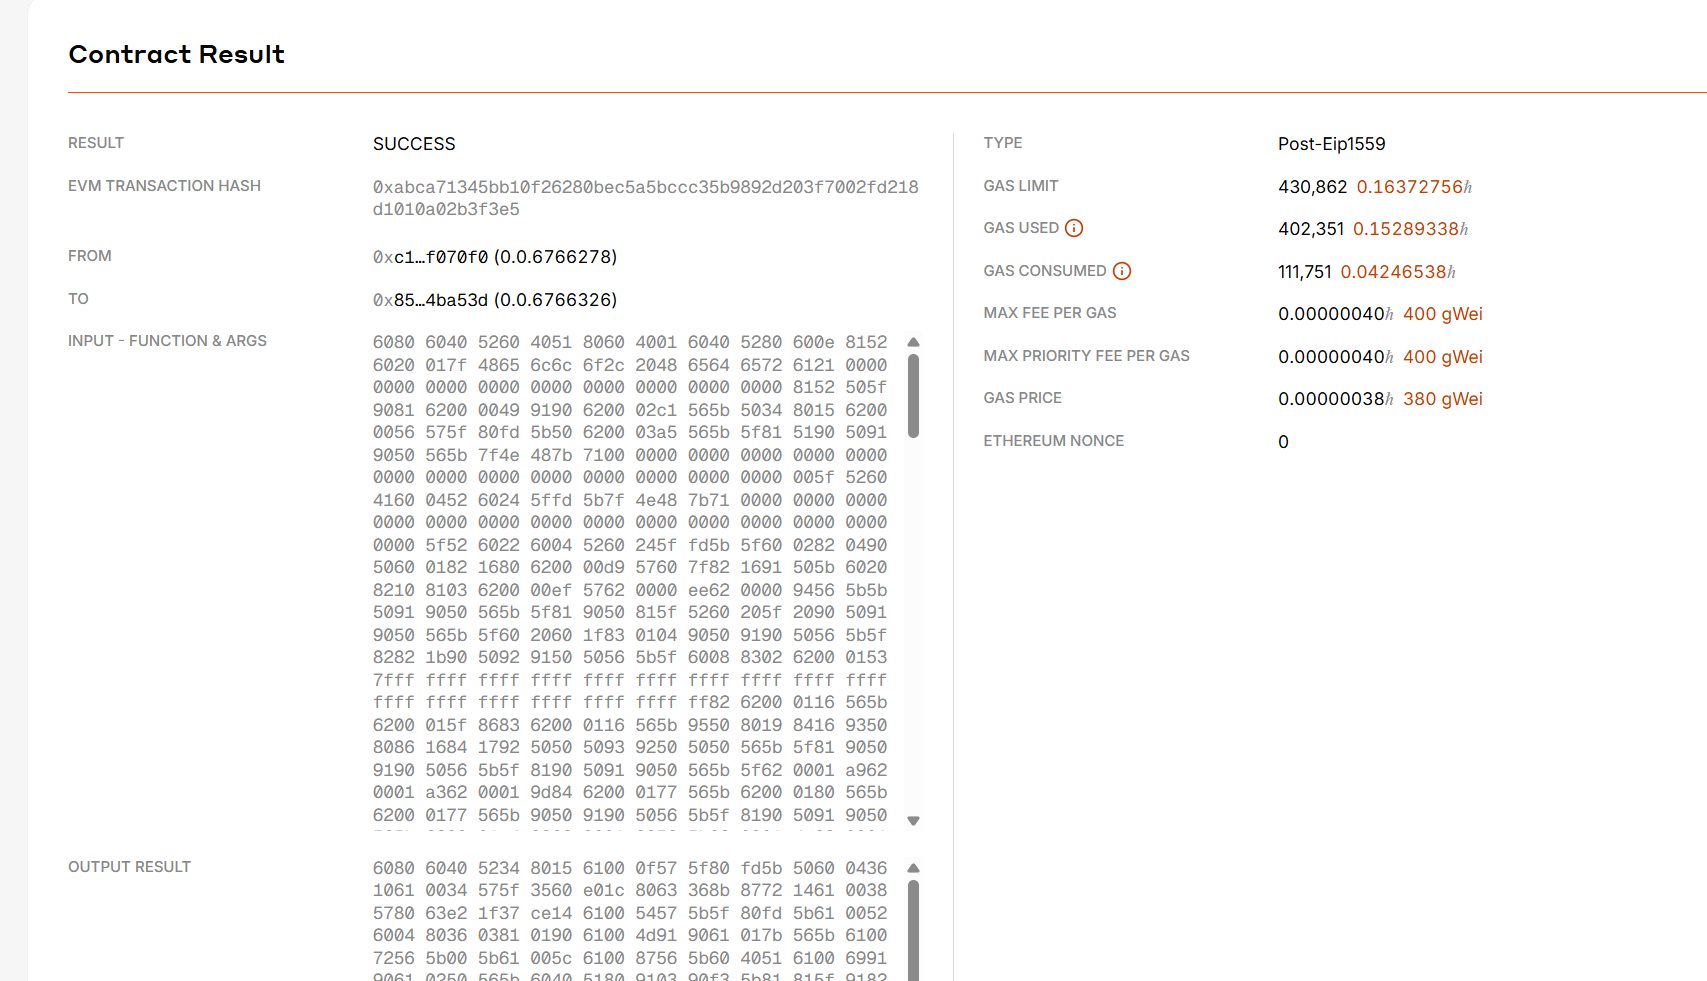 Contract Result
RESULT
SUCCESS
EVM TRANSACTION HASH
0xabca71345bb10f26280bec5a5bccc35b9892d203f7002fd218
d1010a02b3f3e5
FROM
0xc1…f070f0 (0.0.6766278)
TO
0x85…4ba53d (0.0.6766326)
INPUT - FUNCTION & ARGS
6080 6040 5260 4051 8060 4001 6040 5280 600e 8152
6020 017f 4865 6c6c 6f2c 2048 6564 6572 6121 0000
0000 0000 0000 0000 0000 0000 0000 0000 8152 505f
9081 6200 0049 9190 6200 02c1 565b 5034 8015 6200
0056 575f 80fd 5b50 6200 03a5 565b 5f81 5190 5091
9050 565b 7f4e 487b 7100 0000 0000 0000 0000 0000
0000 0000 0000 0000 0000 0000 0000 0000 005f 5260
4160 0452 6024 5ffd 5b7f 4e48 7b71 0000 0000 0000
0000 0000 0000 0000 0000 0000 0000 0000 0000 0000
0000 5f52 6022 6004 5260 245f fd5b 5f60 0282 0490
5060 0182 1680 6200 00d9 5760 7f82 1691 505b 6020
8210 8103 6200 00ef 5762 0000 ee62 0000 9456 5b5b
5091 9050 565b 5f81 9050 815f 5260 205f 2090 5091
9050 565b 5f60 2060 1f83 0104 9050 9190 5056 5b5f
8282 1b90 5092 9150 5056 5b5f 6008 8302 6200 0153
7fff ffff ffff ffff ffff ffff ffff ffff ffff ffff
ffff ffff ffff ffff ffff ffff ff82 6200 0116 565b
6200 015f 8683 6200 0116 565b 9550 8019 8416 9350
8086 1684 1792 5050 5093 9250 5050 565b 5f81 9050
9190 5056 5b5f 8190 5091 9050 565b 5f62 0001 a962
0001 a362 0001 9d84 6200 0177 565b 6200 0180 565b
6200 0177 565b 9050 9190 5056 5b5f 8190 5091 9050
OUTPUT RESULT
6080 6040 5234 8015 6100 0f57 5f80 fd5b 5060 0436
1061 0034 575f 3560 e01c 8063 368b 8772 1461 0038
5780 63e2 1f37 ce14 6100 5457 5b5f 80fd 5b61 0052
6004 8036 0381 0190 6100 4d91 9061 017b 565b 6100
7256 5b00 5b61 005c 6100 8756 5b60 4051 6100 6991
9061 0250 565b 6040 5180 9103 90f3 5b81 815f 9182
TYPE
Post-Eip1559
GAS LIMIT
430,862 0.16372756ℏ
GAS USED
402,351 0.15289338ℏ
GAS CONSUMED
111,751 0.04246538ℏ
MAX FEE PER GAS
0.00000040ℏ 400 gWei
MAX PRIORITY FEE PER GAS
0.00000040ℏ 400 gWei
GAS PRICE
0.00000038ℏ 380 gWei
ETHEREUM NONCE
0